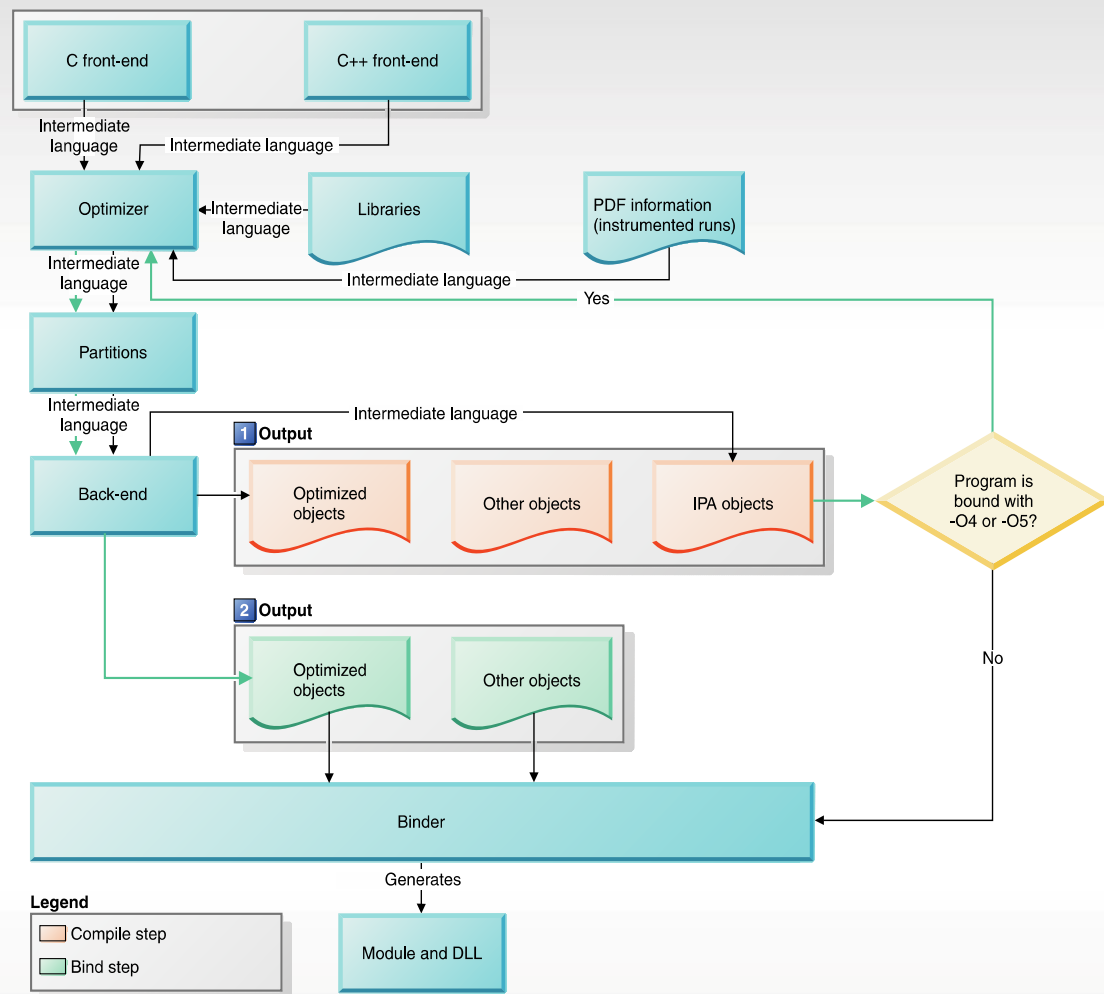 C front-end
C++ front-end
Intermediate
language
Intermediate language
Optimizer
Intermediate
language
Libraries
PDF information
(instrumented runs)
Intermediate
language
Intermediate language
Yes
Partitions
Intermediate
language
Intermediate language
1 Output
Back-end
Optimized
objects
Other objects
IPA objects
Program is
bound with
-O4 or -O5?
2 Output
Optimized
objects
Other objects
No
Binder
Generates
Legend
Compile step
Bind step
Module and DLL